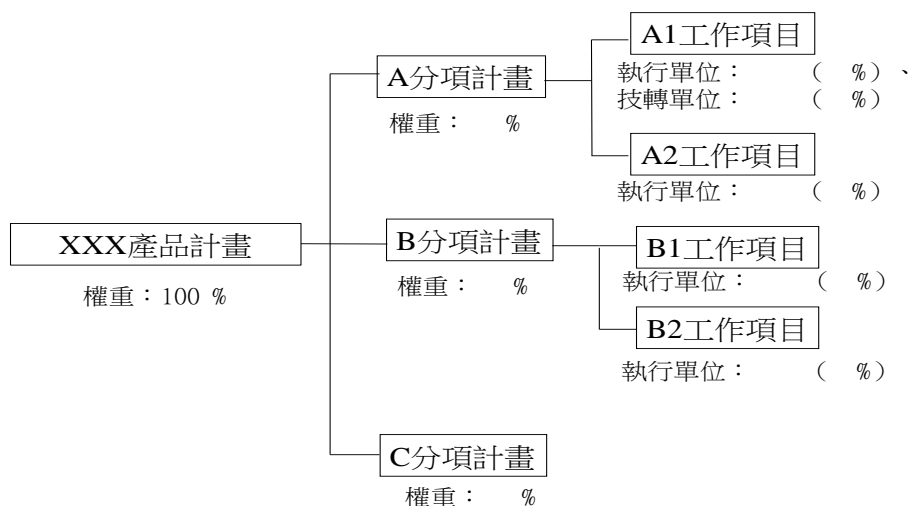 A1工作項目
執行單位： （ %）、
技轉單位： （ %）
A分項計畫
權重： %
A2工作項目
執行單位： （ %）
XXX產品計畫
權重：100 %
B分項計畫
權重： %
B1工作項目
執行單位： （ %）
B2工作項目
執行單位： （ %）
C分項計畫
權重： %